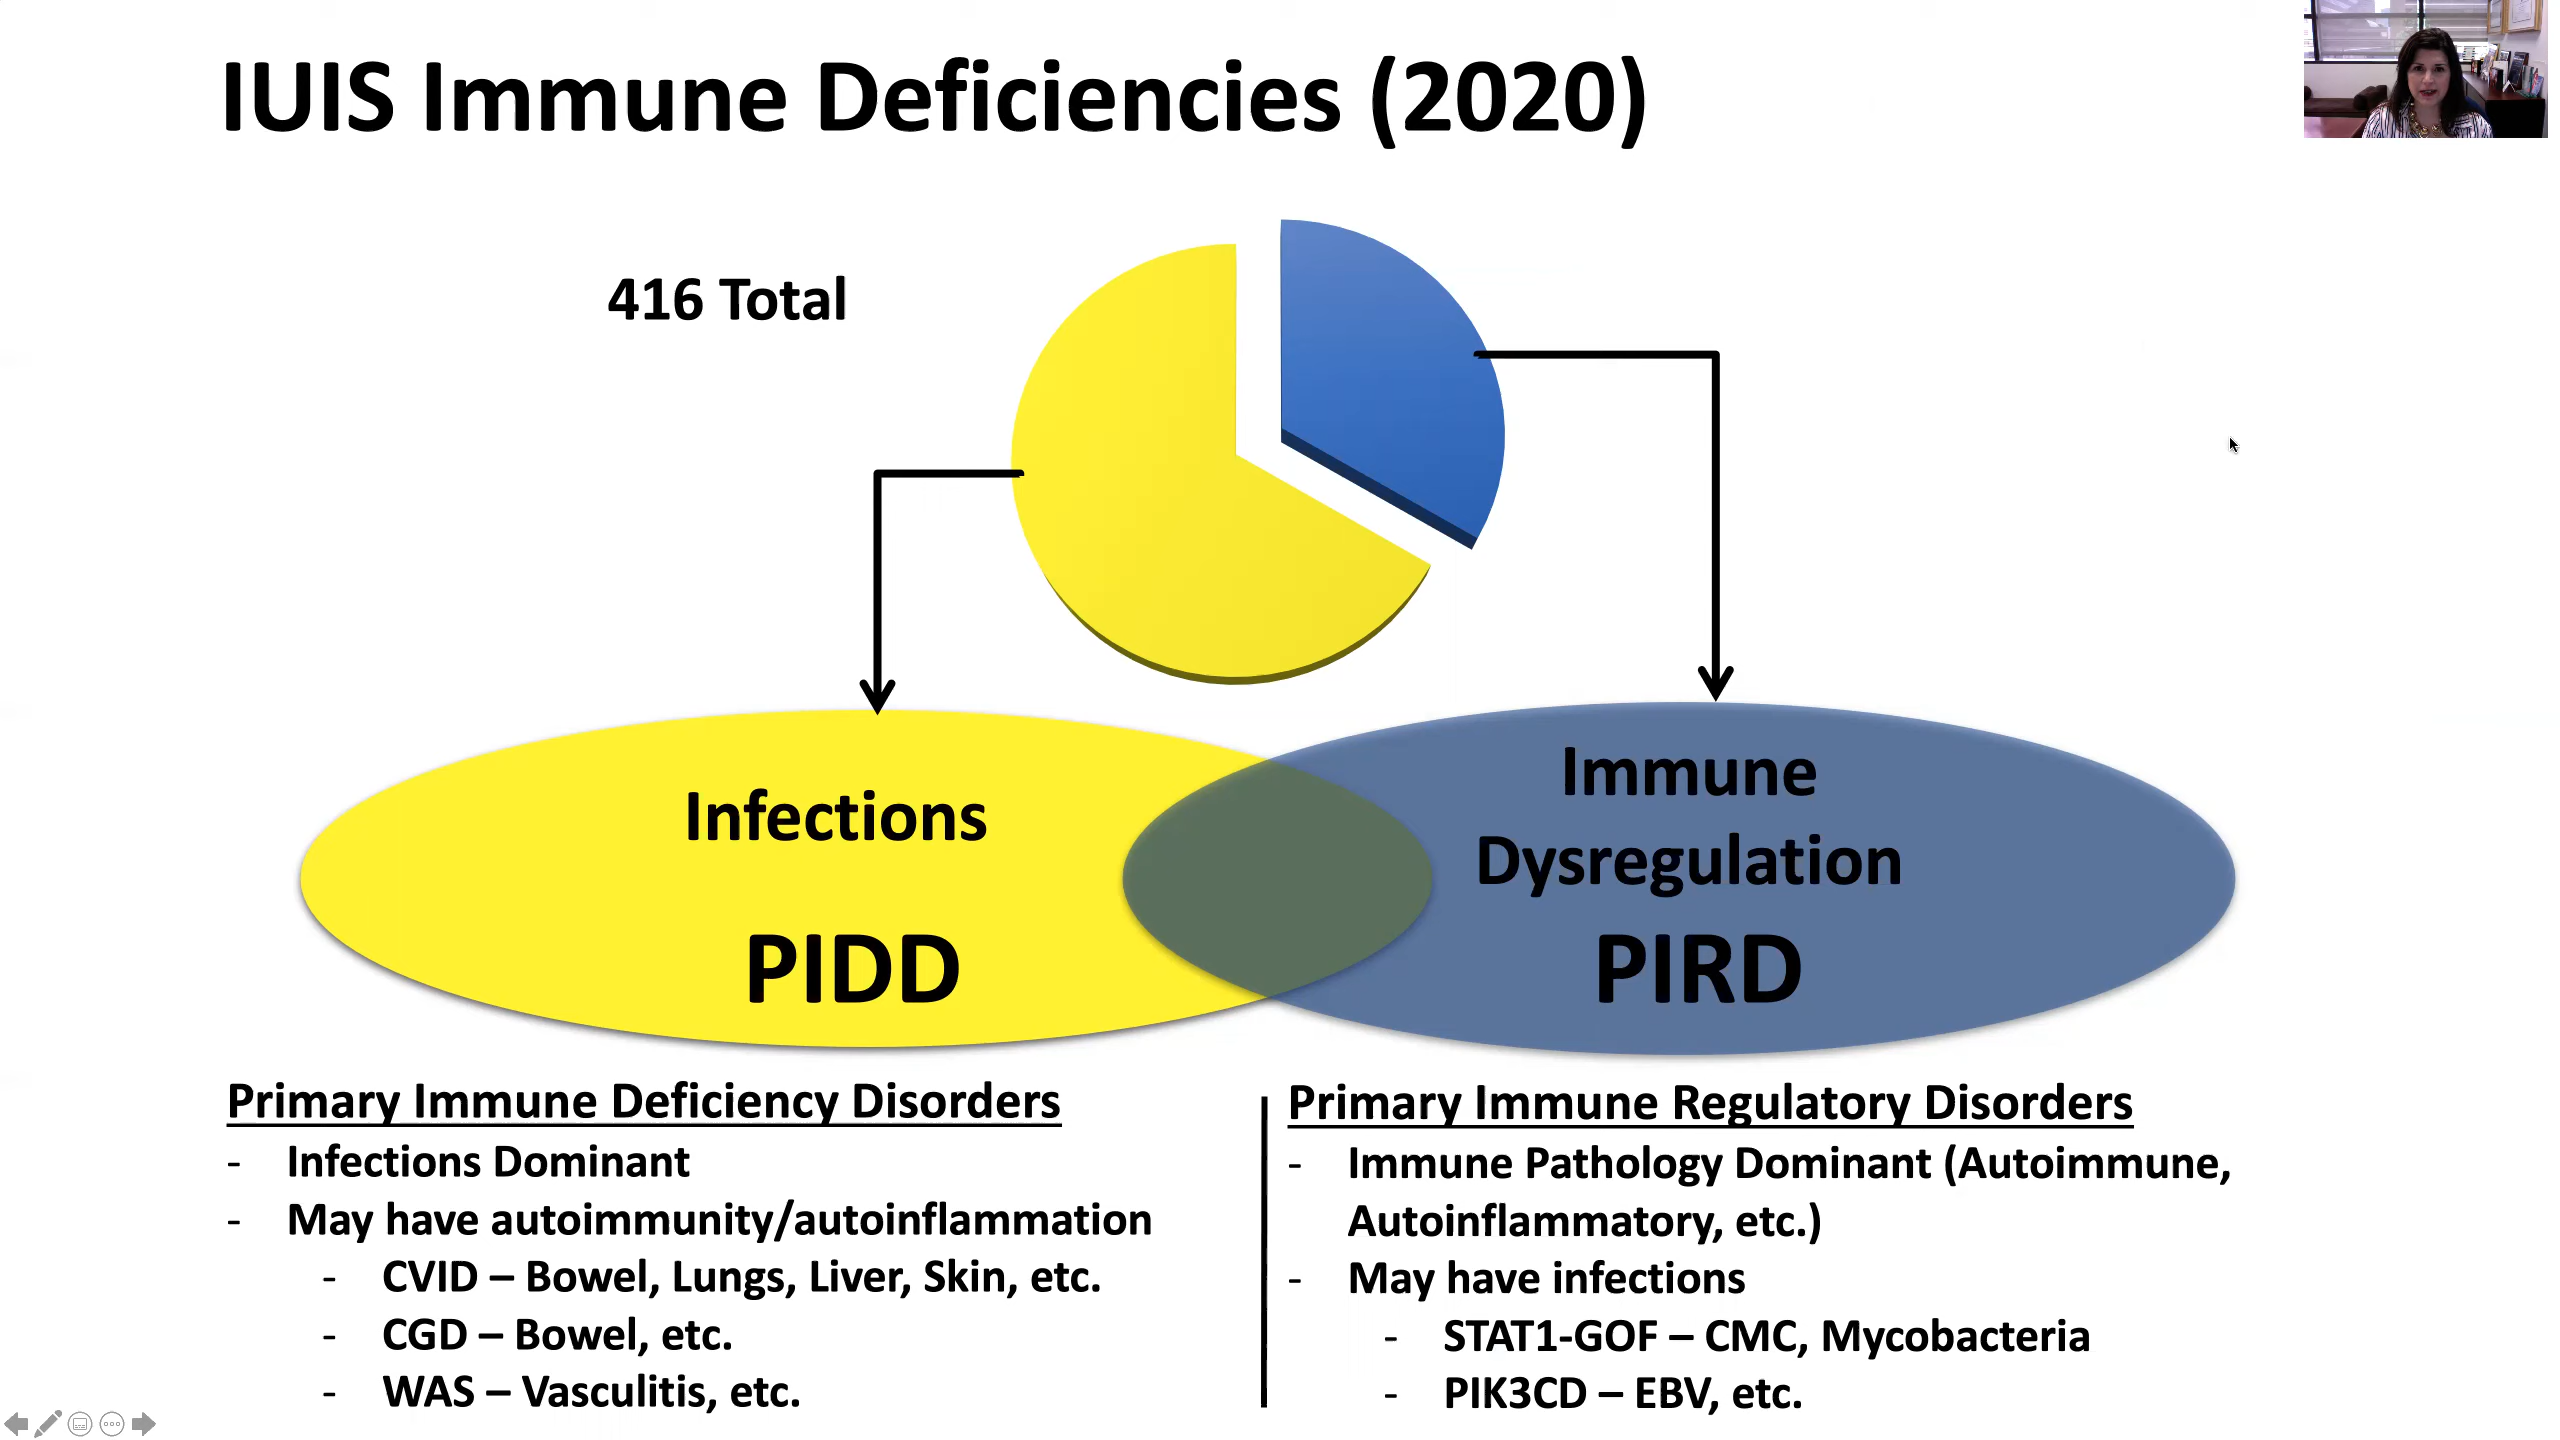 IUIS Immune Deficiencies (2020)
416 Total
Infections
PIDD
Immune
Dysregulation
PIRD
Primary Immune Deficiency Disorders
- Infections Dominant
- May have autoimmunity/autoinflammation
- CVID – Bowel, Lungs, Liver, Skin, etc.
- CGD – Bowel, etc.
- WAS – Vasculitis, etc.
Primary Immune Regulatory Disorders
- Immune Pathology Dominant (Autoimmune,
Autoinflammatory, etc.)
- May have infections
- STAT1-GOF – CMC, Mycobacteria
- PIK3CD – EBV, etc.